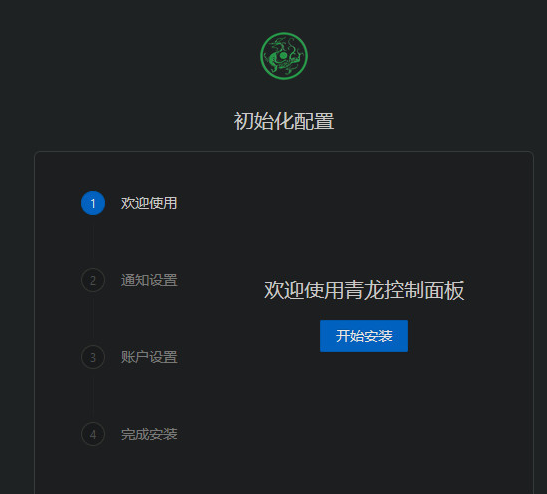 初始化配置
1 欢迎使用
2 通知设置
欢迎使用青龙控制面板
开始安装
3 账户设置
4 完成安装